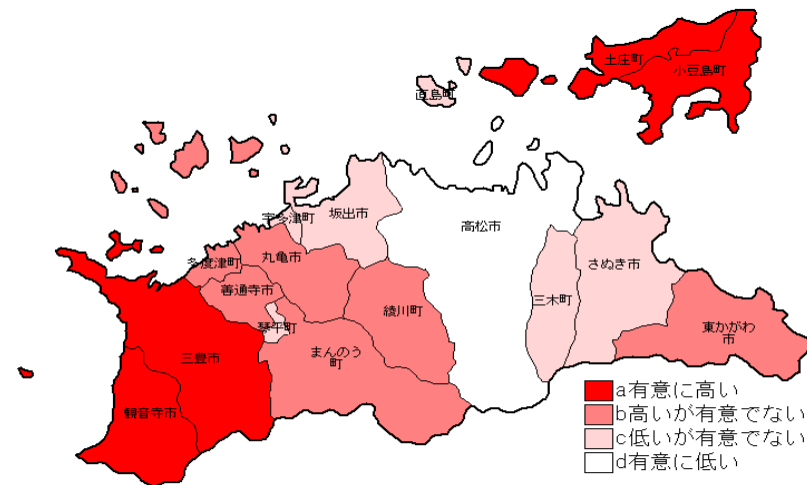 土庄町
小豆島町
直島町
宇多津町
坂出市
高松市
多度津町
丸亀市
さぬき市
善通寺市
三木町
綾川町
琴平町
東かがわ
市
まんのう
町
三豊市
観音寺市
a有意に高い
b高いが有意でない
c低いが有意でない
d有意に低い